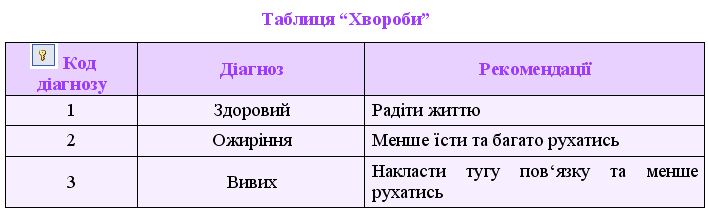 Таблиця “Хвороби”
Код
діагнозу
Діагноз
Рекомендації
1
Здоровий
Радіти життю
2
Ожиріння
Менше їсти та багато рухатись
3
Вивих
Накласти тугу пов‘язку та менше
рухатись